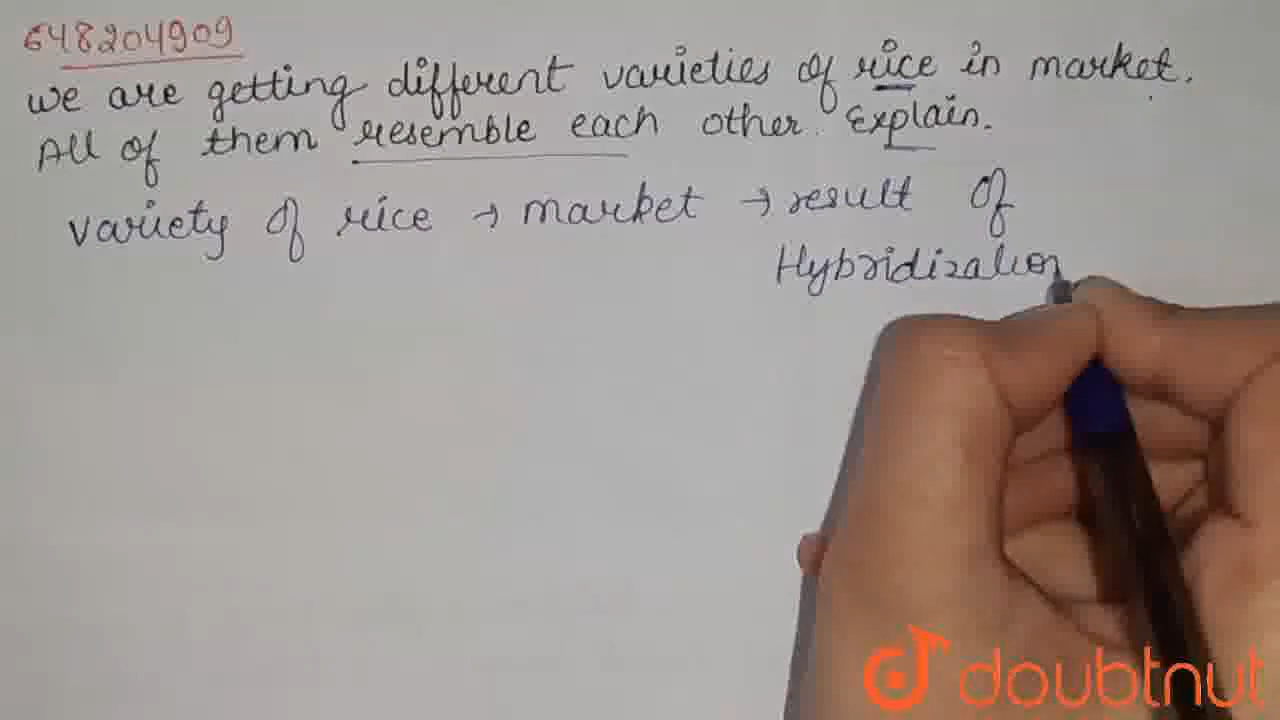 648204909
we are getting different varieties of rice in market.
All of them resemble each other. Explain.
variety of rice → market → result of
Hybridization
doubtnut